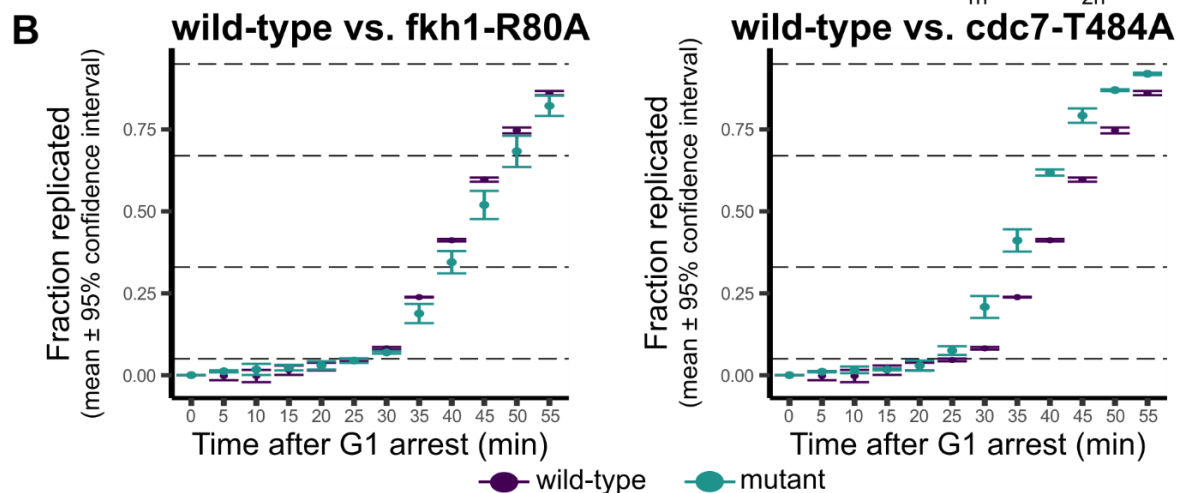 B
wild-type vs. fkh1-R80A
Fraction replicated
(mean ± 95% confidence interval)
0.75
0.50
0.25
0.00
0 5 10 15 20 25 30 35 40 45 50 55
Time after G1 arrest (min)
wild-type vs. cdc7-T484A
Fraction replicated
(mean ± 95% confidence interval)
0.75
0.50
0.25
0.00
0 5 10 15 20 25 30 35 40 45 50 55
Time after G1 arrest (min)
wild-type mutant